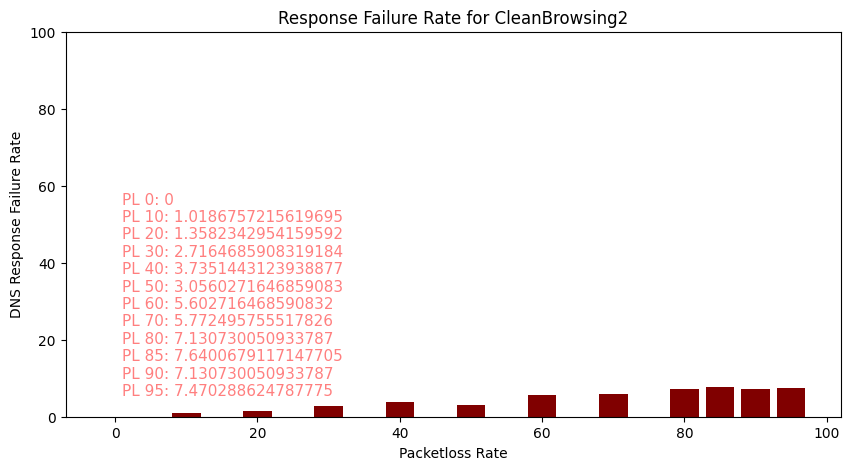 Response Failure Rate for CleanBrowsing2
100
80
60
40
20
0
DNS Response Failure Rate
PL 0: 0
PL 10: 1.0186757215619695
PL 20: 1.3582342954159592
PL 30: 2.7164685908319184
PL 40: 3.7351443123938877
PL 50: 3.0560271646859083
PL 60: 5.602716468590832
PL 70: 5.772495755517826
PL 80: 7.130730050933787
PL 85: 7.6400679117147705
PL 90: 7.130730050933787
PL 95: 7.470288624787775
0 20 40 60 80 100
Packetloss Rate